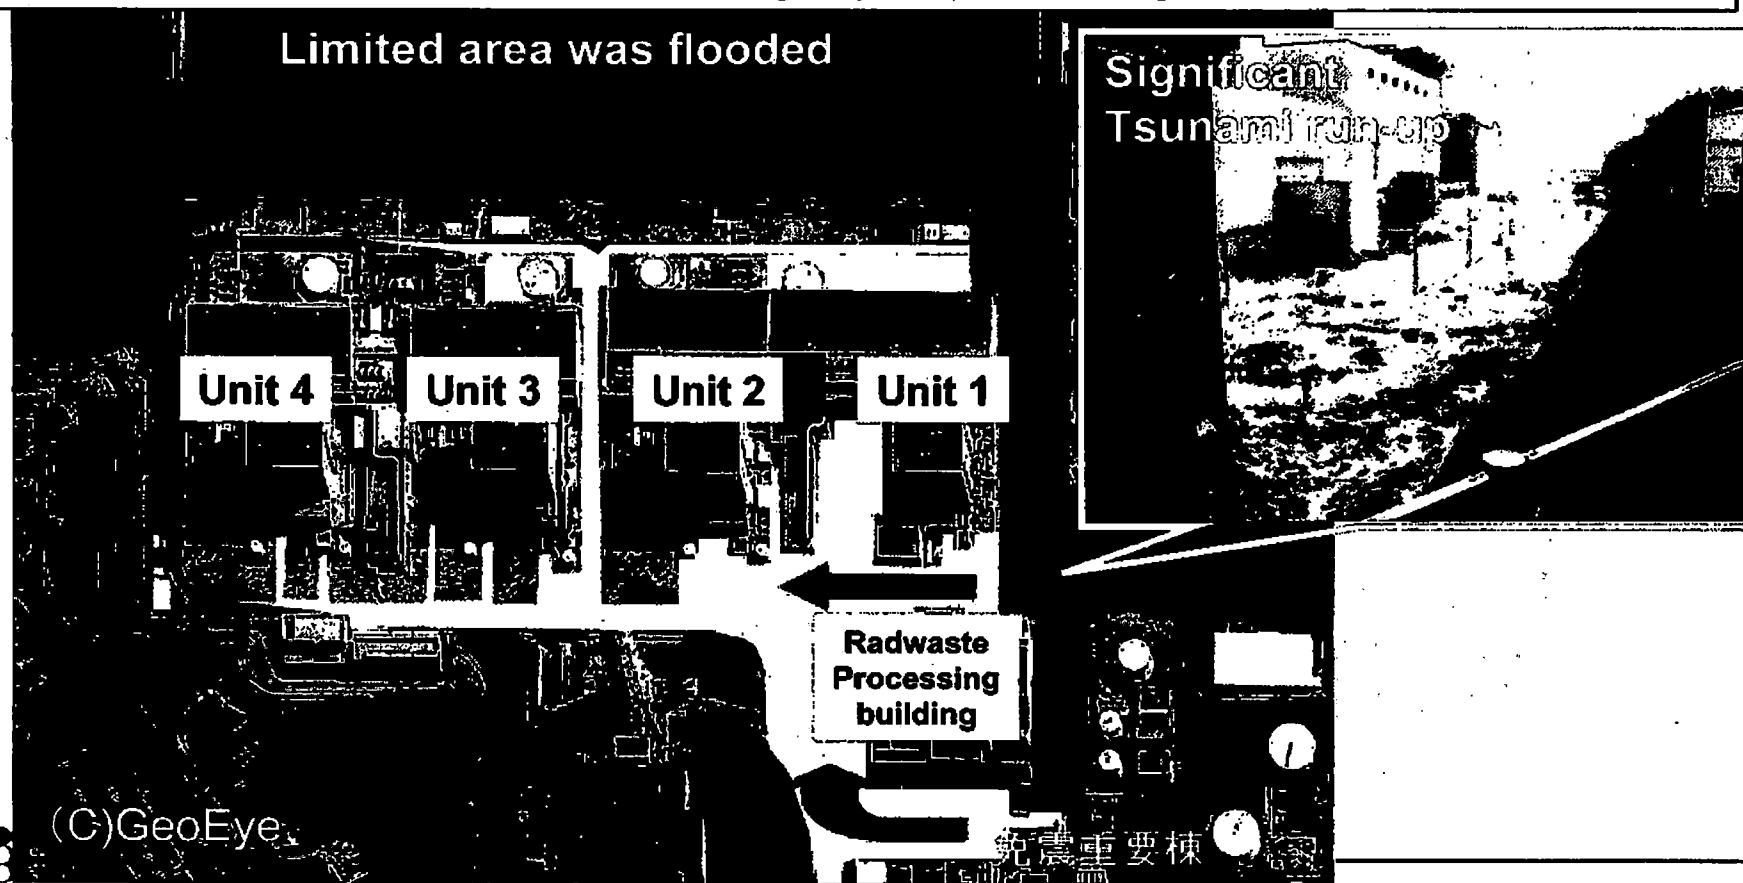 Limited area was flooded
Significant
Tsunami run-up
Unit 4
Unit 3
Unit 2
Unit 1
Radwaste
Processing
building
(C)GeoEye
免震重要棟